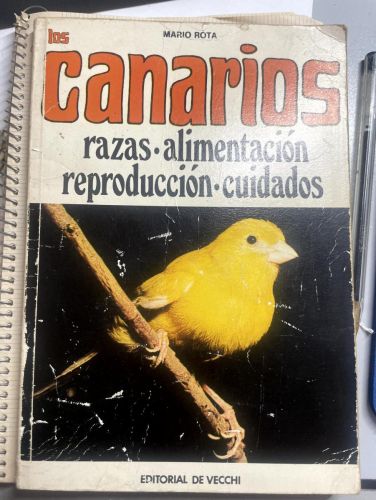 MARIO ROTA
los
canarios
razas·alimentación
reproducción·cuidados
EDITORIAL DE VECCHI